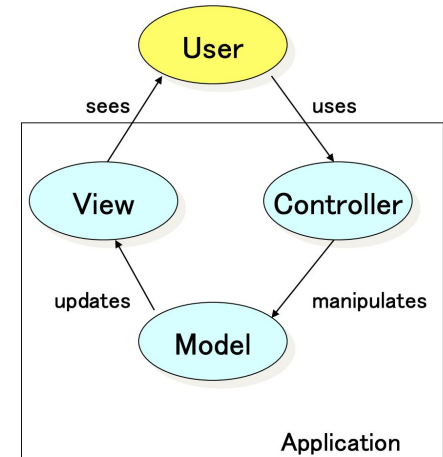 User
sees
uses
View
Controller
updates
manipulates
Model
Application